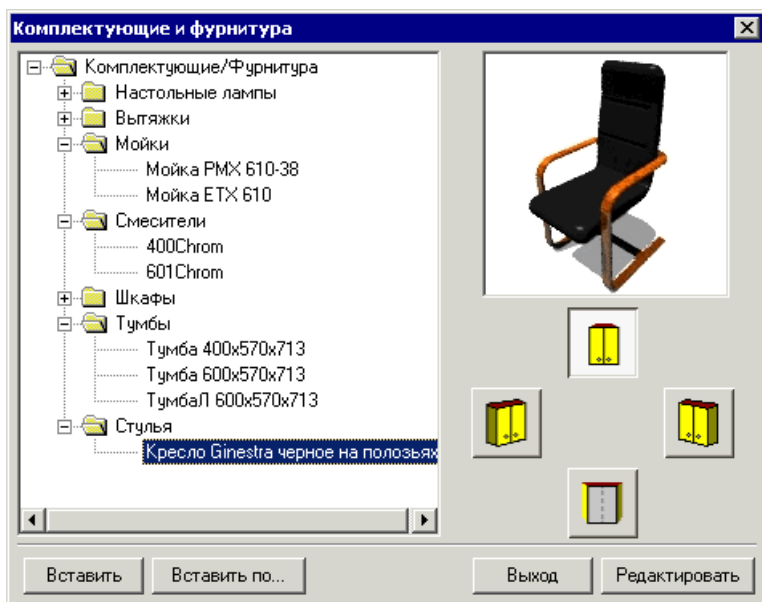 Комплектующие и фурнитура
Комплектующие/Фурнитура
Настольные лампы
Вытяжки
Мойки
Мойка PMX 610-38
Мойка ETX 610
Смесители
400Chrom
601Chrom
Шкафы
Тумбы
Тумба 400x570x713
Тумба 600x570x713
ТумбаЛ 600x570x713
Стулья
Кресло Ginestra черное на полозьях
Вставить
Вставить по...
Выход
Редактировать